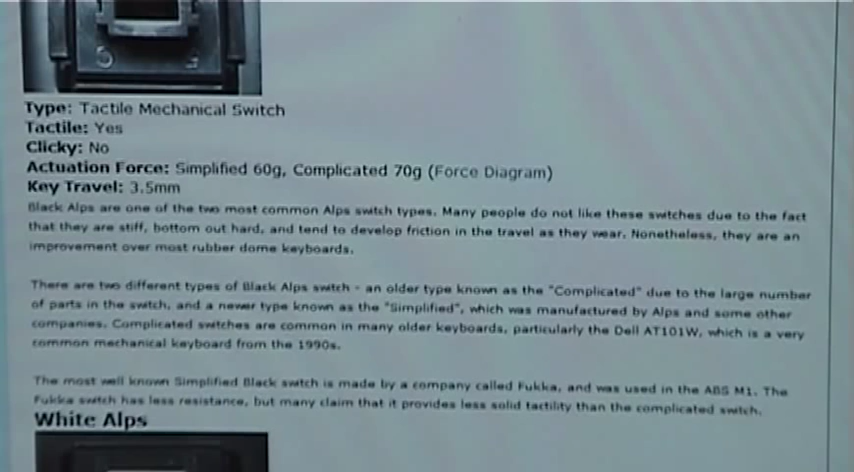 Type: Tactile Mechanical Switch
Tactile: Yes
Clicky: No
Actuation Force: Simplified 60g, Complicated 70g (Force Diagram)
Key Travel: 3.5mm
Black Alps are one of the two most common Alps switch types. Many people do not like these switches due to the fact
that they are stiff, bottom out hard, and tend to develop friction in the travel as they wear. Nonetheless, they are an
improvement over most rubber dome keyboards.
There are two different types of Black Alps switch - an older type known as the "Complicated" due to the large number
of parts in the switch, and a newer type known as the "Simplified", which was manufactured by Alps and some other
companies. Complicated switches are common in many older keyboards, particularly the Dell AT101W, which is a very
common mechanical keyboard from the 1990s.
The most well known Simplified Black switch is made by a company called Fukka, and was used in the ABS M1. The
Fukka switch has less resistance, but many claim that it provides less solid tactility than the complicated switch.
White Alps